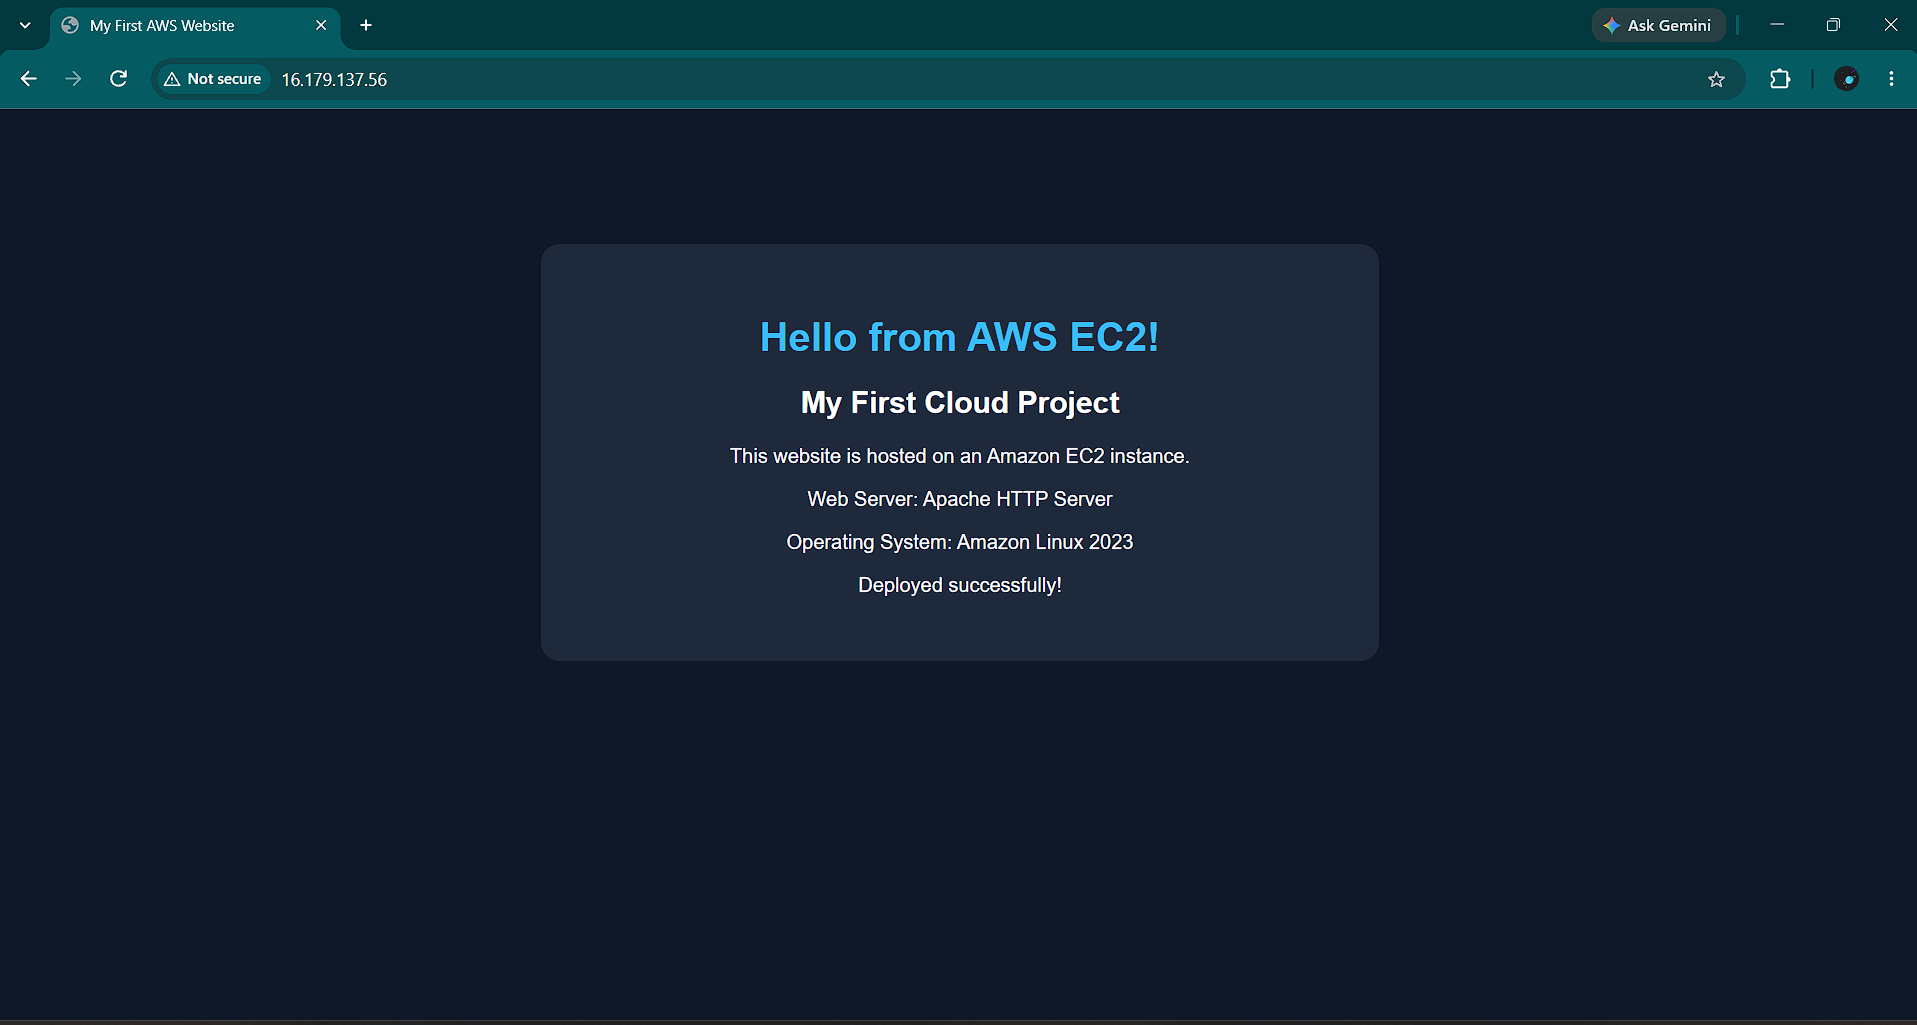 My First AWS Website
Ask Gemini
Not secure
16.179.137.56
Hello from AWS EC2!
My First Cloud Project
This website is hosted on an Amazon EC2 instance.
Web Server: Apache HTTP Server
Operating System: Amazon Linux 2023
Deployed successfully!